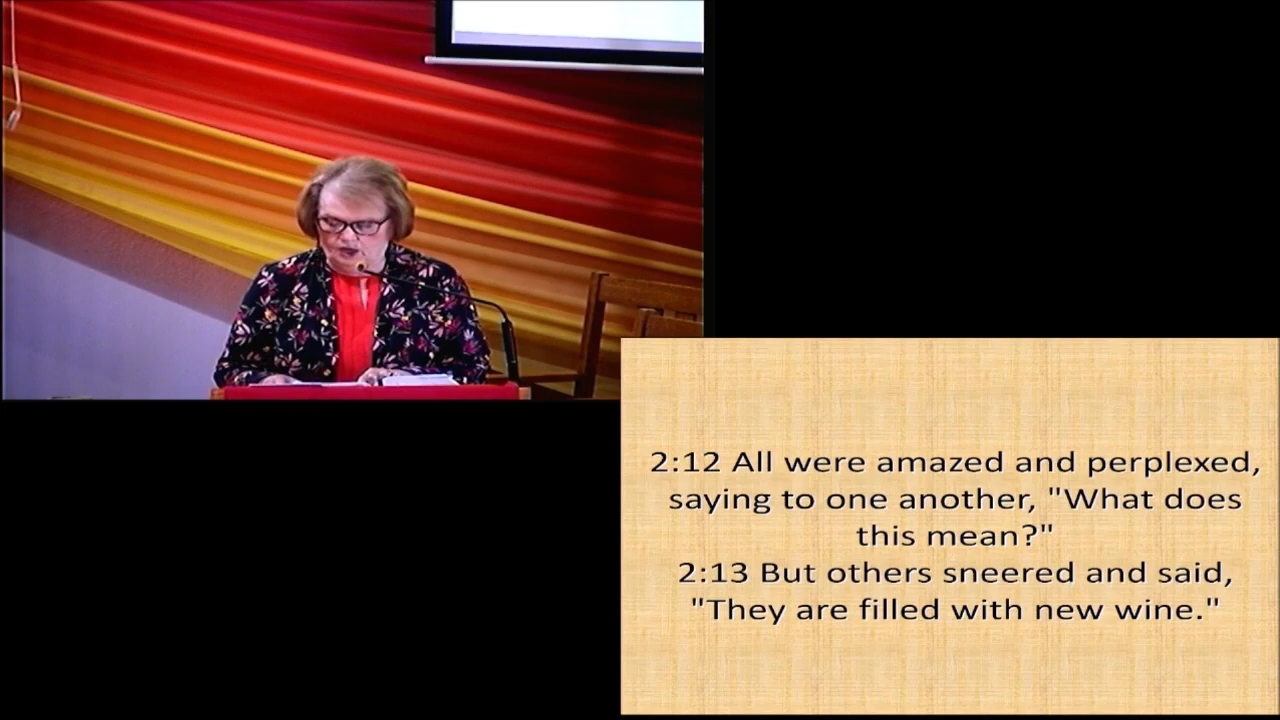 2:12 All were amazed and perplexed,
saying to one another, "What does
this mean?"
2:13 But others sneered and said,
"They are filled with new wine."